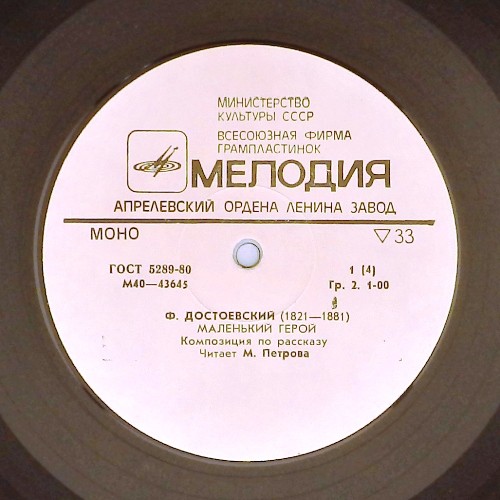 МИНИСТЕРСТВО
КУЛЬТУРЫ СССР
ВСЕСОЮЗНАЯ ФИРМА
ГРАМПЛАСТИНОК
МЕЛОДИЯ
АПРЕЛЕВСКИЙ ОРДЕНА ЛЕНИНА ЗАВОД
МОНО ▽33
ГОСТ 5289-80 1 (4)
М40—43645 Гр. 2. 1-00
Ф. ДОСТОЕВСКИЙ (1821—1881)
МАЛЕНЬКИЙ ГЕРОЙ
Композиция по рассказу
Читает М. Петрова